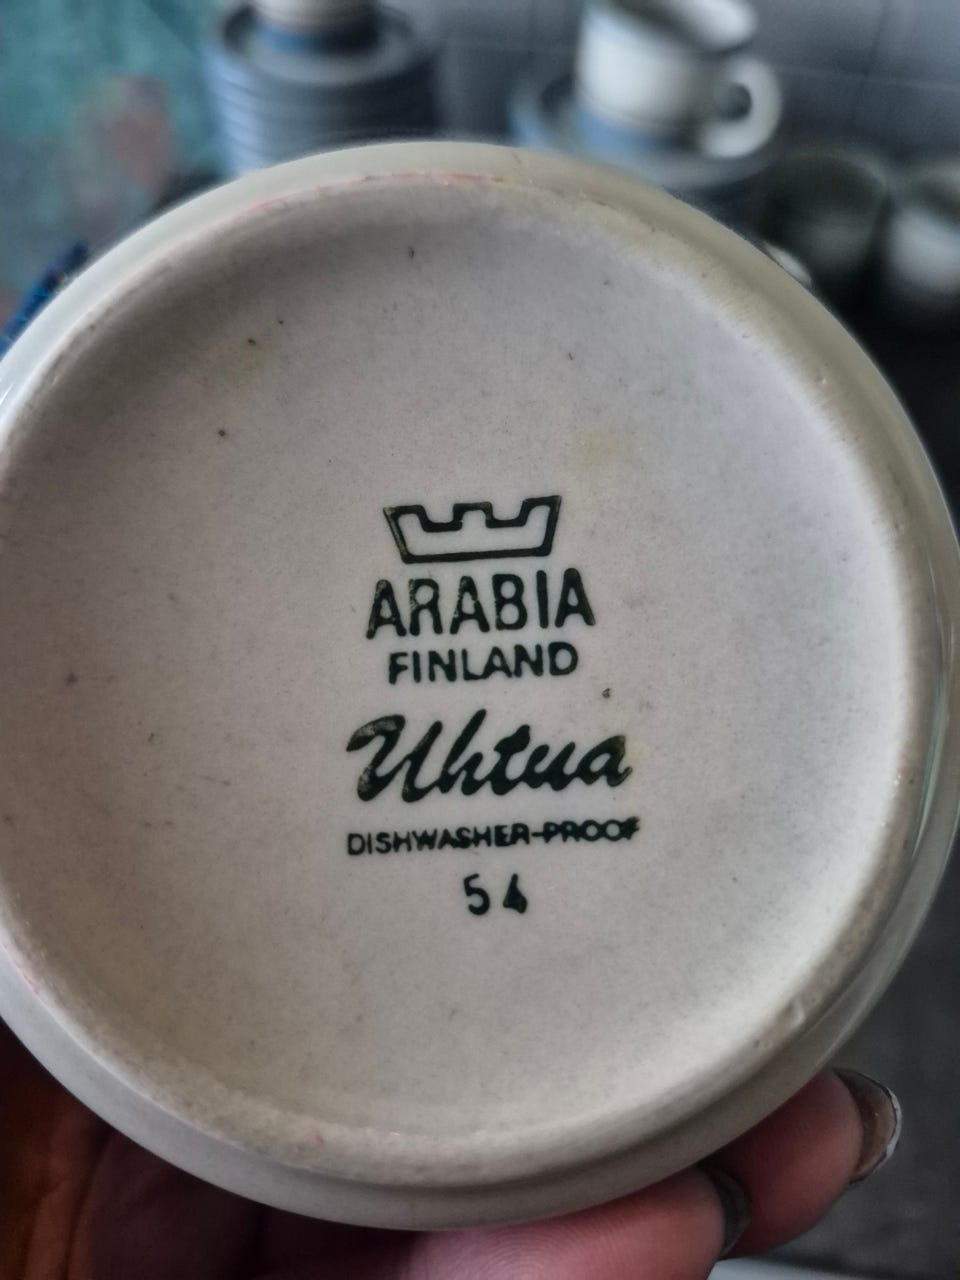 ARABIA
FINLAND
Uhtua
DISHWASHER-PROOF
54